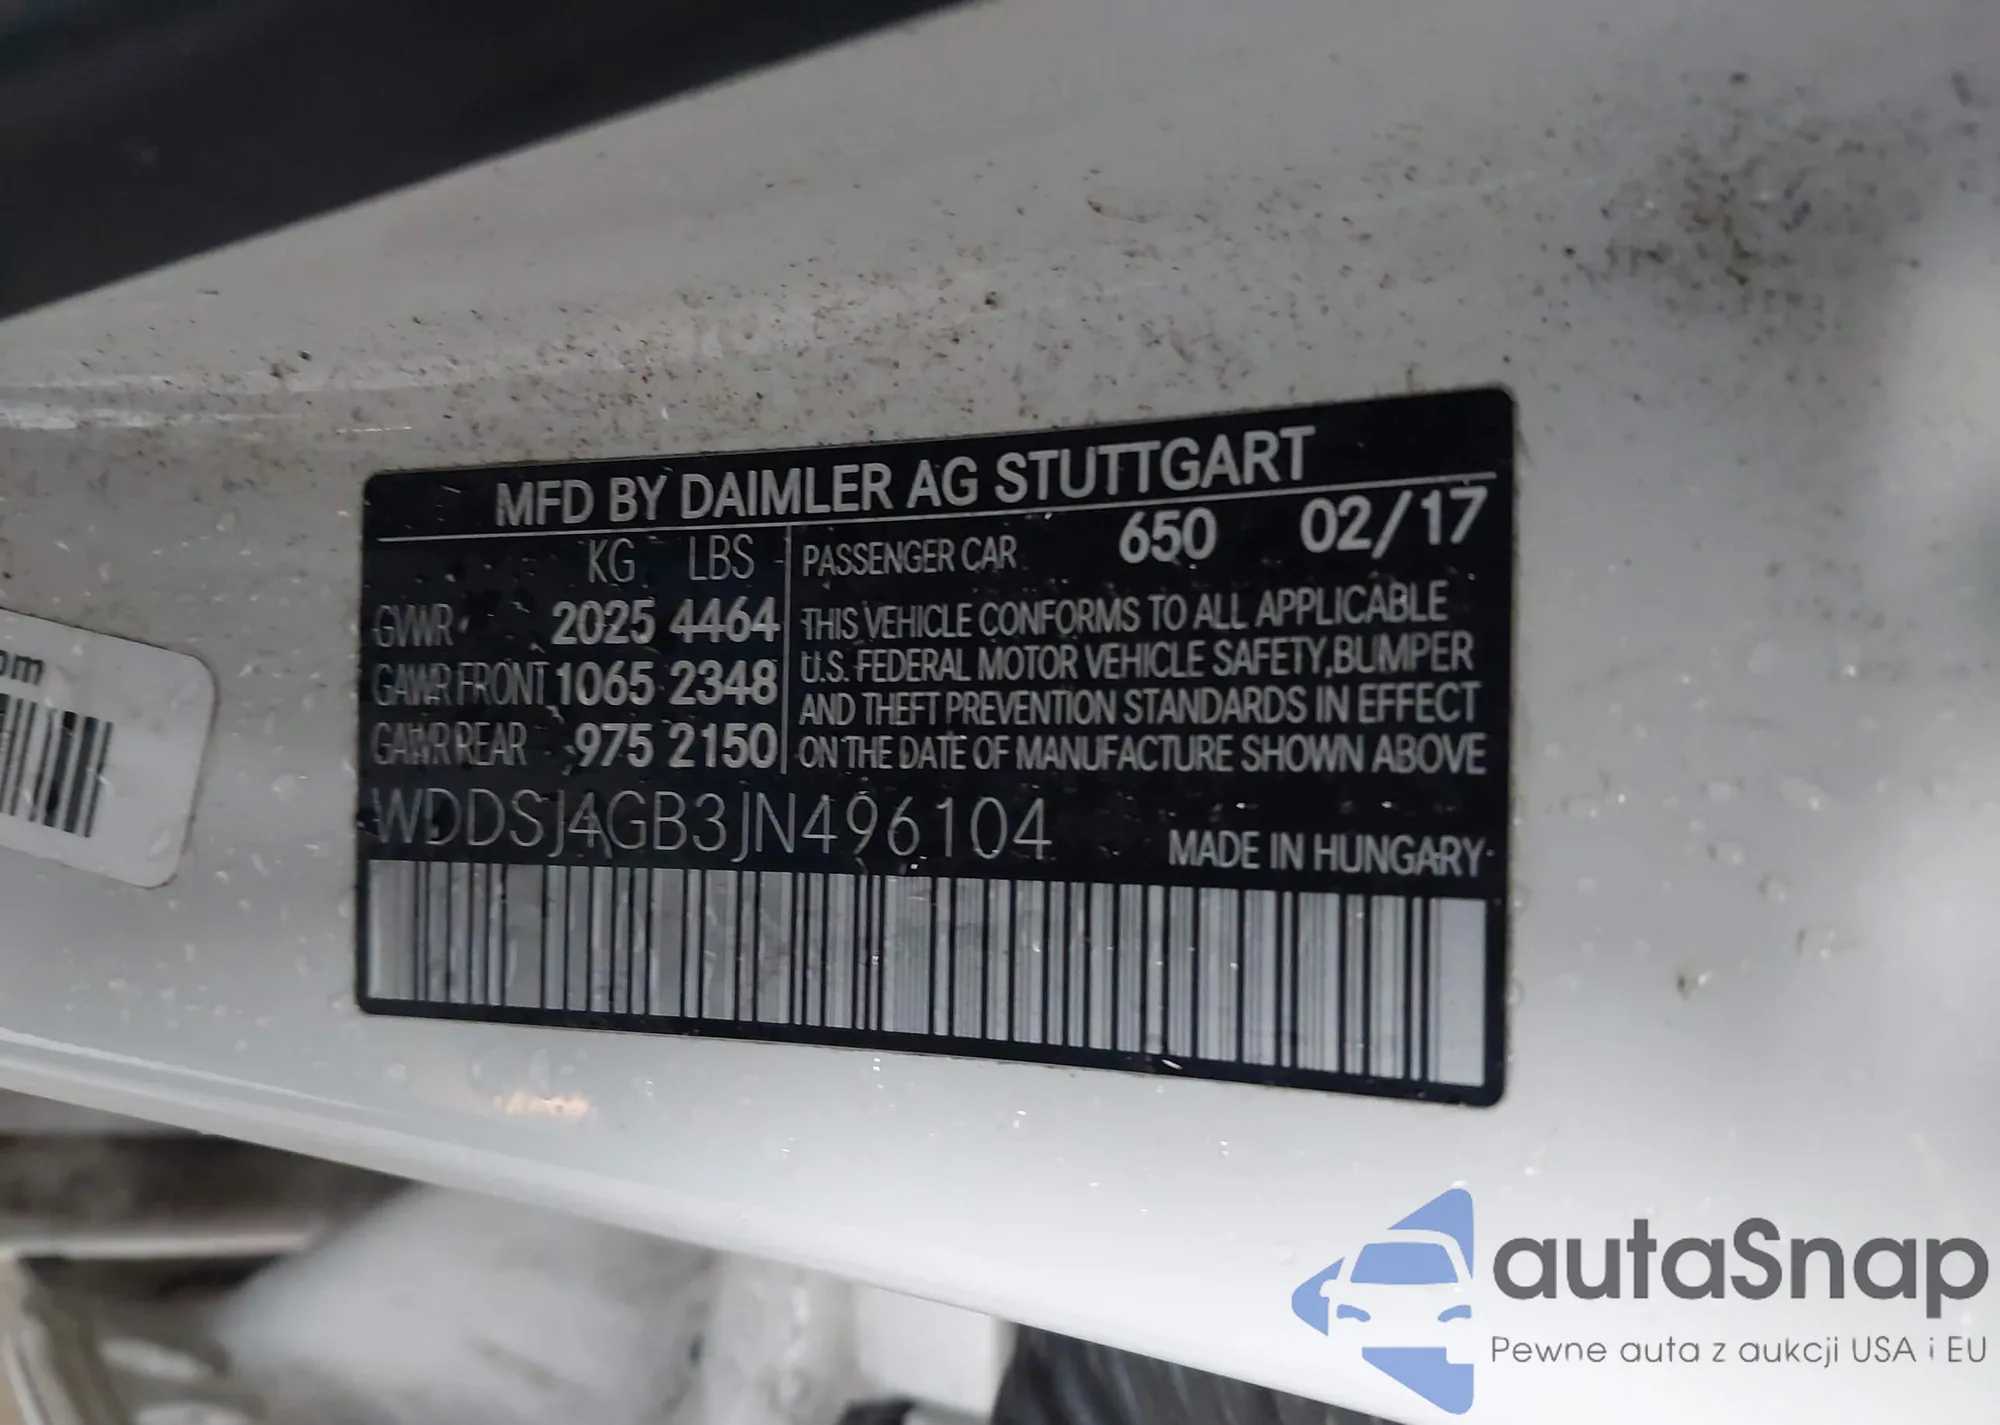 MFD BY DAIMLER AG STUTTGART
KG LBS
GVWR 2025 4464
GAWR FRONT 1065 2348
GAWR REAR 975 2150
PASSENGER CAR 650 02/17
THIS VEHICLE CONFORMS TO ALL APPLICABLE
U.S. FEDERAL MOTOR VEHICLE SAFETY,BUMPER
AND THEFT PREVENTION STANDARDS IN EFFECT
ON THE DATE OF MANUFACTURE SHOWN ABOVE
WDDSJ4GB3JN496104
MADE IN HUNGARY
autaSnap
Pewne auta z aukcji USA i EU